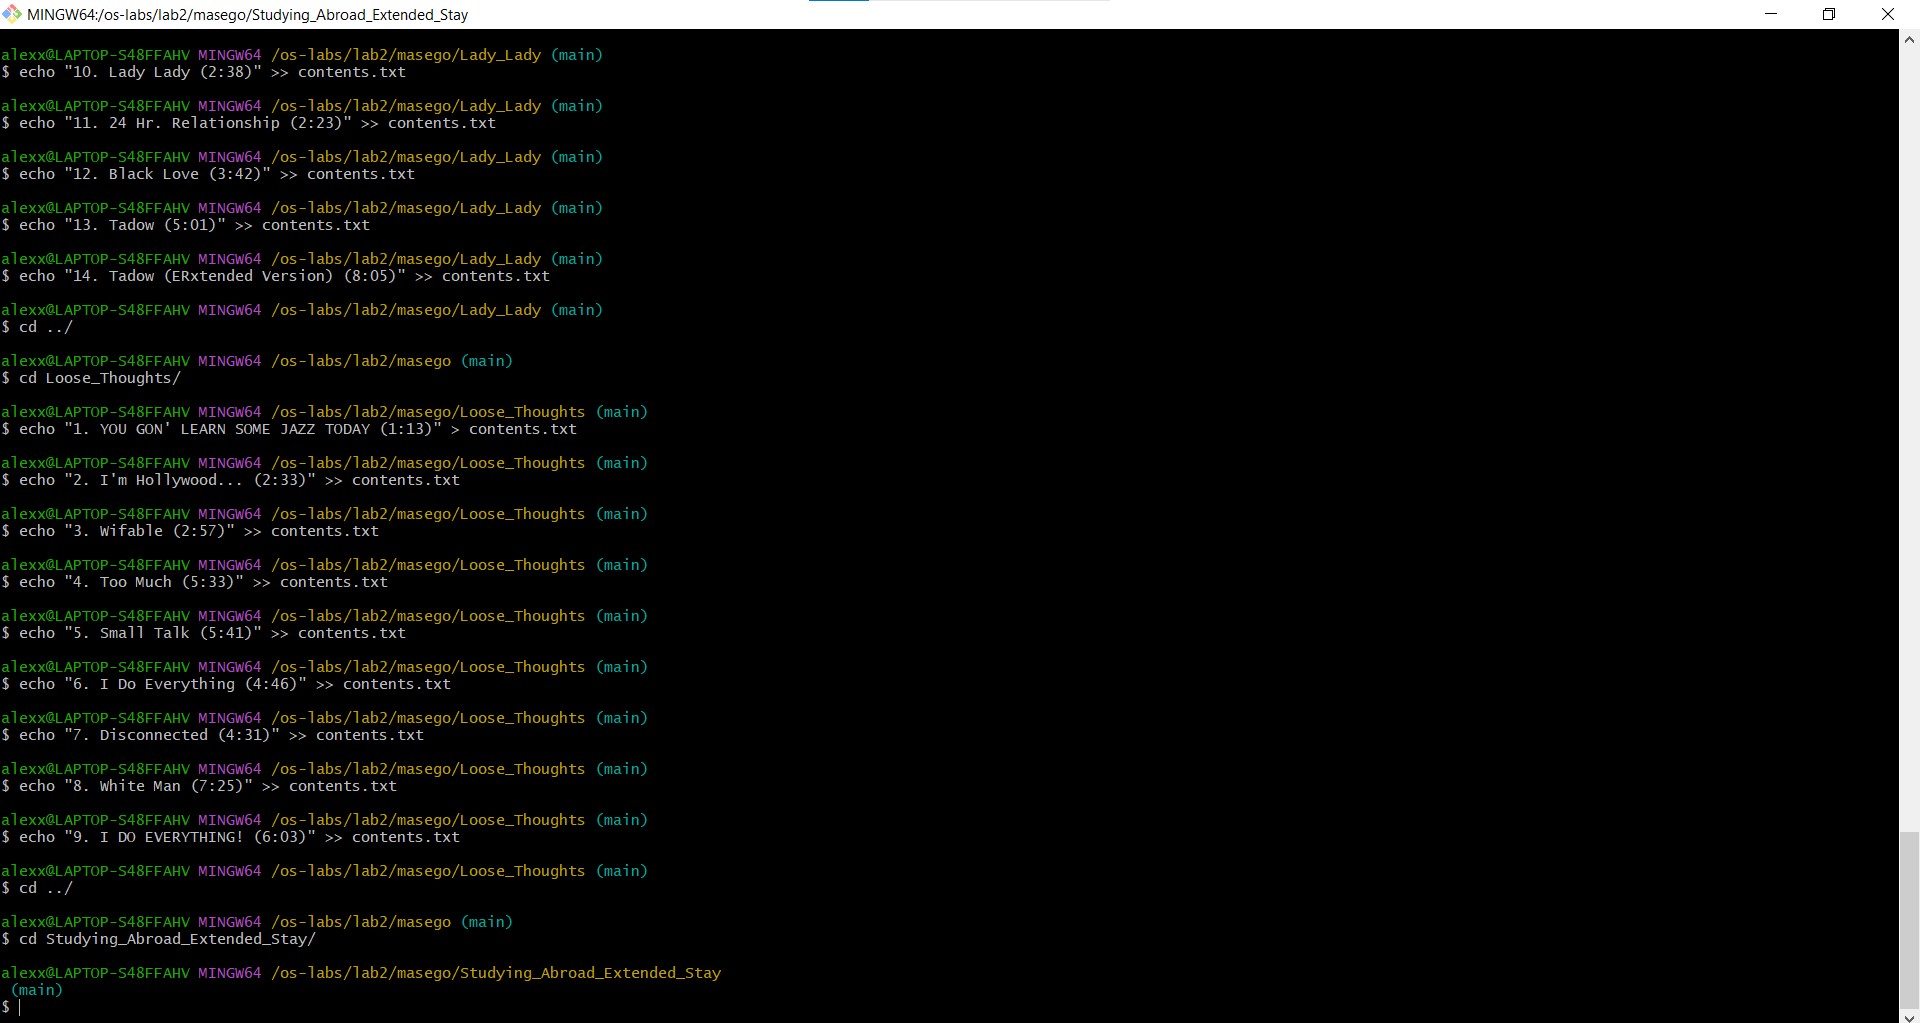 MINGW64:/os-labs/lab2/masego/Studying_Abroad_Extended_Stay
alexx@LAPTOP-S48FFAHV MINGW64 /os-labs/lab2/masego/Lady_Lady (main)
$ echo "10. Lady Lady (2:38)" >> contents.txt
alexx@LAPTOP-S48FFAHV MINGW64 /os-labs/lab2/masego/Lady_Lady (main)
$ echo "11. 24 Hr. Relationship (2:23)" >> contents.txt
alexx@LAPTOP-S48FFAHV MINGW64 /os-labs/lab2/masego/Lady_Lady (main)
$ echo "12. Black Love (3:42)" >> contents.txt
alexx@LAPTOP-S48FFAHV MINGW64 /os-labs/lab2/masego/Lady_Lady (main)
$ echo "13. Tadow (5:01)" >> contents.txt
alexx@LAPTOP-S48FFAHV MINGW64 /os-labs/lab2/masego/Lady_Lady (main)
$ echo "14. Tadow (ERxtended Version) (8:05)" >> contents.txt
alexx@LAPTOP-S48FFAHV MINGW64 /os-labs/lab2/masego/Lady_Lady (main)
$ cd ../
alexx@LAPTOP-S48FFAHV MINGW64 /os-labs/lab2/masego (main)
$ cd Loose_Thoughts/
alexx@LAPTOP-S48FFAHV MINGW64 /os-labs/lab2/masego/Loose_Thoughts (main)
$ echo "1. YOU GON' LEARN SOME JAZZ TODAY (1:13)" > contents.txt
alexx@LAPTOP-S48FFAHV MINGW64 /os-labs/lab2/masego/Loose_Thoughts (main)
$ echo "2. I'm Hollywood... (2:33)" >> contents.txt
alexx@LAPTOP-S48FFAHV MINGW64 /os-labs/lab2/masego/Loose_Thoughts (main)
$ echo "3. Wifable (2:57)" >> contents.txt
alexx@LAPTOP-S48FFAHV MINGW64 /os-labs/lab2/masego/Loose_Thoughts (main)
$ echo "4. Too Much (5:33)" >> contents.txt
alexx@LAPTOP-S48FFAHV MINGW64 /os-labs/lab2/masego/Loose_Thoughts (main)
$ echo "5. Small Talk (5:41)" >> contents.txt
alexx@LAPTOP-S48FFAHV MINGW64 /os-labs/lab2/masego/Loose_Thoughts (main)
$ echo "6. I Do Everything (4:46)" >> contents.txt
alexx@LAPTOP-S48FFAHV MINGW64 /os-labs/lab2/masego/Loose_Thoughts (main)
$ echo "7. Disconnected (4:31)" >> contents.txt
alexx@LAPTOP-S48FFAHV MINGW64 /os-labs/lab2/masego/Loose_Thoughts (main)
$ echo "8. White Man (7:25)" >> contents.txt
alexx@LAPTOP-S48FFAHV MINGW64 /os-labs/lab2/masego/Loose_Thoughts (main)
$ echo "9. I DO EVERYTHING! (6:03)" >> contents.txt
alexx@LAPTOP-S48FFAHV MINGW64 /os-labs/lab2/masego/Loose_Thoughts (main)
$ cd ../
alexx@LAPTOP-S48FFAHV MINGW64 /os-labs/lab2/masego (main)
$ cd Studying_Abroad_Extended_Stay/
alexx@LAPTOP-S48FFAHV MINGW64 /os-labs/lab2/masego/Studying_Abroad_Extended_Stay
(main)
$